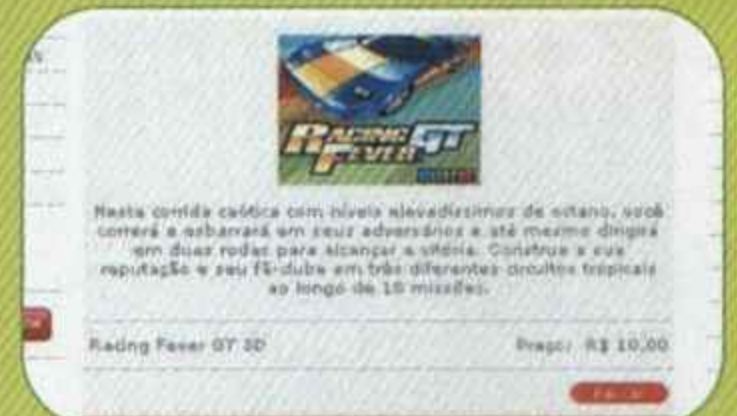 RACING
FEVER GT
Nesta corrida caótica com níveis elevadíssimos de octano, você
correrá e esbarrará em seus adversários e até mesmo dirigirá
em duas rodas para alcançar a vitória. Construa a sua
reputação e seu fã-clube em três diferentes circuitos tropicais
ao longo de 18 missões.
Racing Fever GT 3D Preço: R$ 10,00